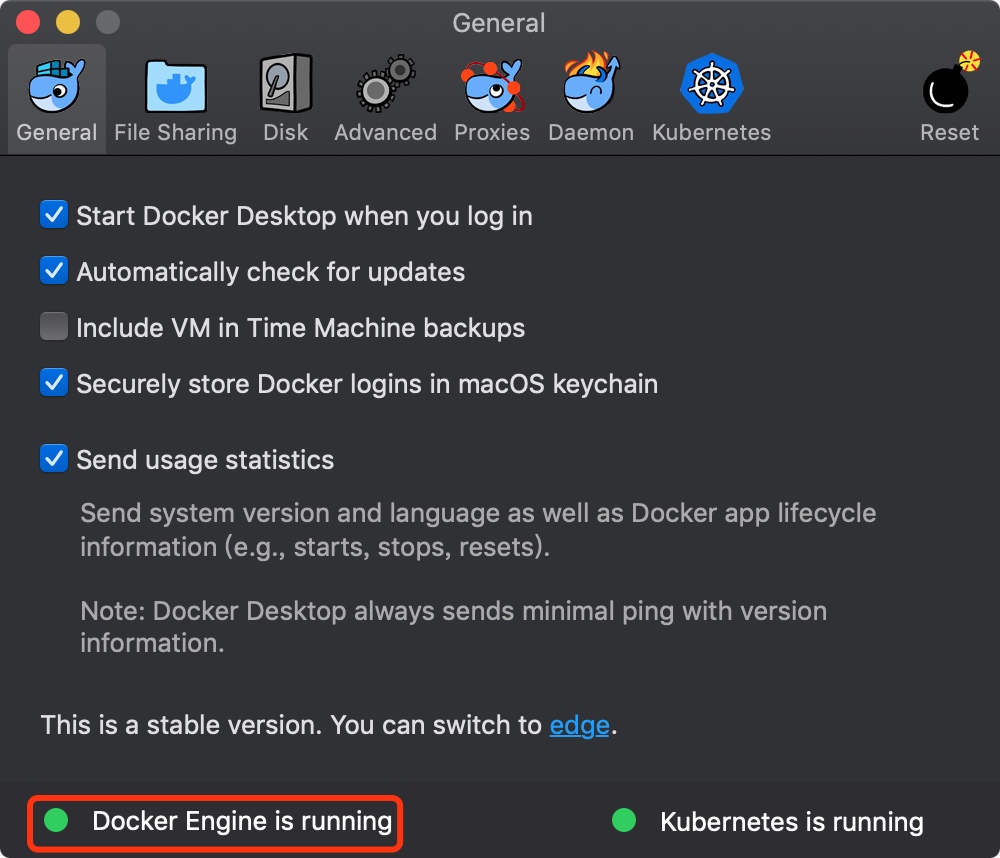 General
General
File Sharing
Disk
Advanced
Proxies
Daemon
Kubernetes
Reset
Start Docker Desktop when you log in
Automatically check for updates
Include VM in Time Machine backups
Securely store Docker logins in macOS keychain
Send usage statistics
Send system version and language as well as Docker app lifecycle
information (e.g., starts, stops, resets).
Note: Docker Desktop always sends minimal ping with version
information.
This is a stable version. You can switch to edge.
Docker Engine is running
Kubernetes is running